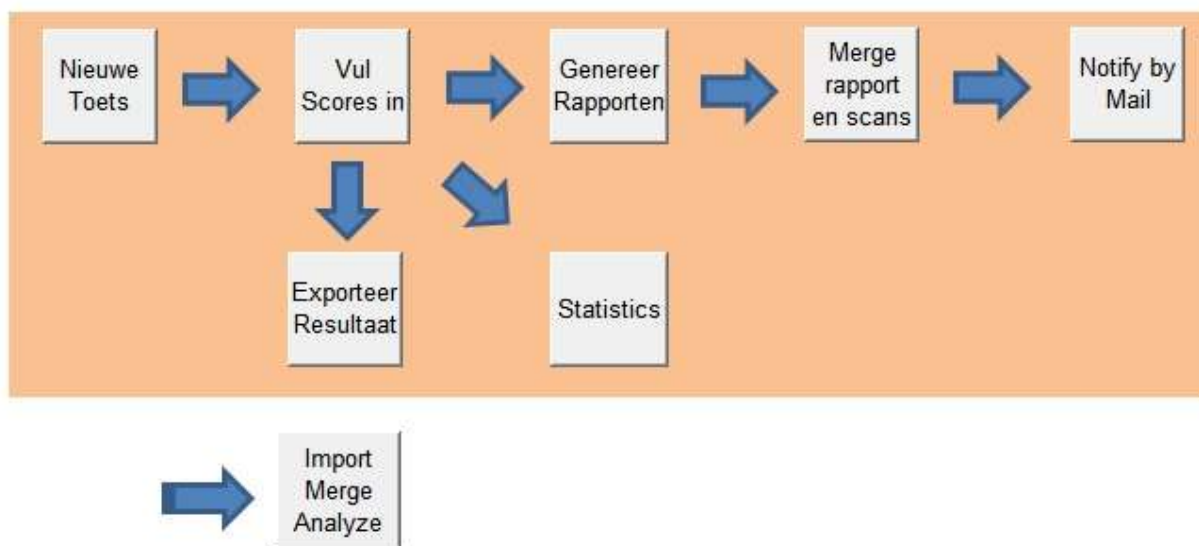 Nieuwe
Toets
Vul
Scores in
Genereer
Rapporten
Merge
rapport
en scans
Notify by
Mail
Exporteer
Resultaat
Statistics
Import
Merge
Analyze